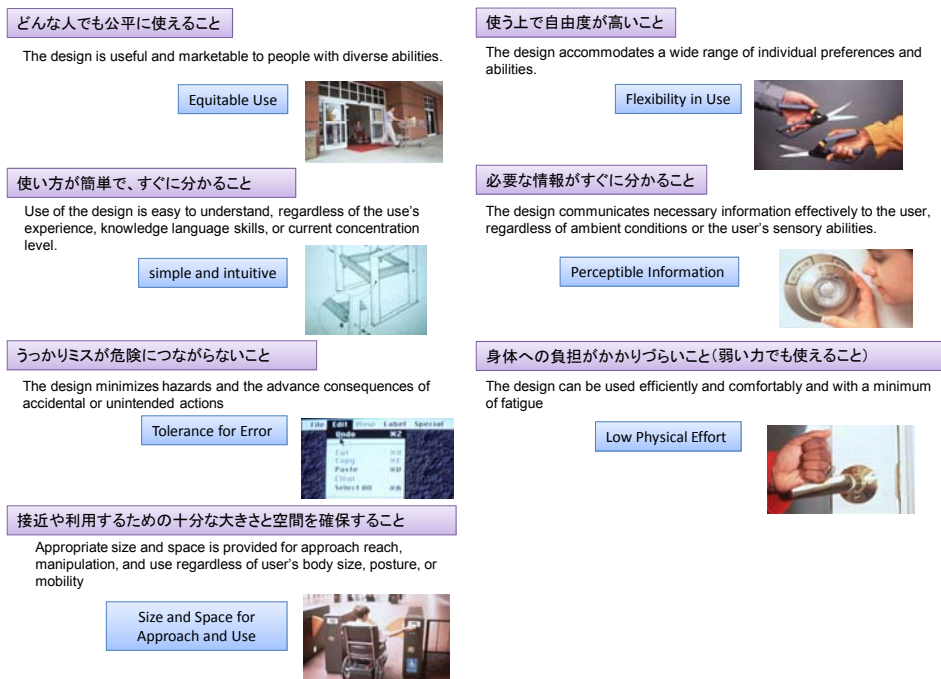 どんな人でも公平に使えること
The design is useful and marketable to people with diverse abilities.
Equitable Use
使う上で自由度が高いこと
The design accommodates a wide range of individual preferences and
abilities.
Flexibility in Use
使い方が簡単で、すぐに分かること
Use of the design is easy to understand, regardless of the use's
experience, knowledge language skills, or current concentration
level.
simple and intuitive
必要な情報がすぐに分かること
The design communicates necessary information effectively to the user,
regardless of ambient conditions or the user's sensory abilities.
Perceptible Information
うっかりミスが危険につながらないこと
The design minimizes hazards and the advance consequences of
accidental or unintended actions
Tolerance for Error
File Edit View Label Special
Undo ⌘Z
Cut ⌘X
Copy ⌘C
Paste ⌘V
Clear
Select All ⌘A
身体への負担がかかりづらいこと(弱い力でも使えること)
The design can be used efficiently and comfortably and with a minimum
of fatigue
Low Physical Effort
接近や利用するための十分な大きさと空間を確保すること
Appropriate size and space is provided for approach reach,
manipulation, and use regardless of user's body size, posture, or
mobility
Size and Space for
Approach and Use